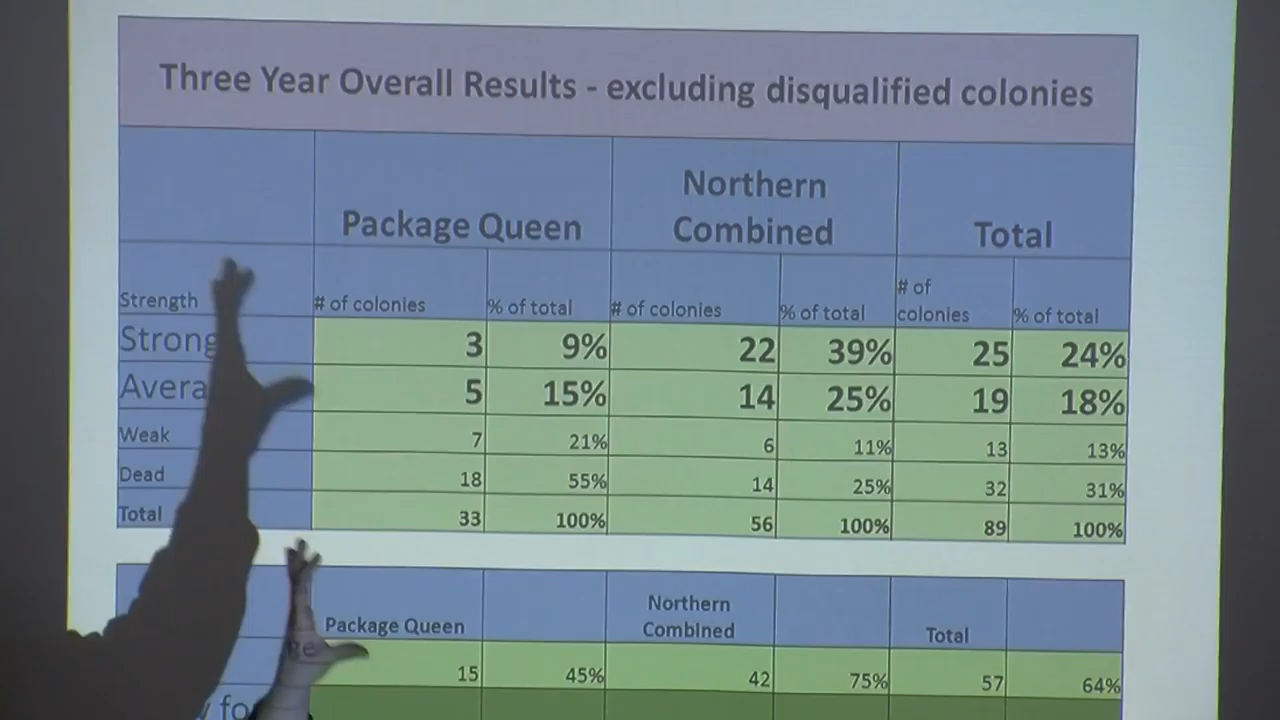 Three Year Overall Results - excluding disqualified colonies
Package Queen Northern Combined Total
Strength # of colonies % of total # of colonies % of total # of colonies % of total
Strong 3 9% 22 39% 25 24%
Avera 5 15% 14 25% 19 18%
Weak 7 21% 6 11% 13 13%
Dead 18 55% 14 25% 32 31%
Total 33 100% 56 100% 89 100%
Package Queen Northern Combined Total
15 45% 42 75% 57 64%